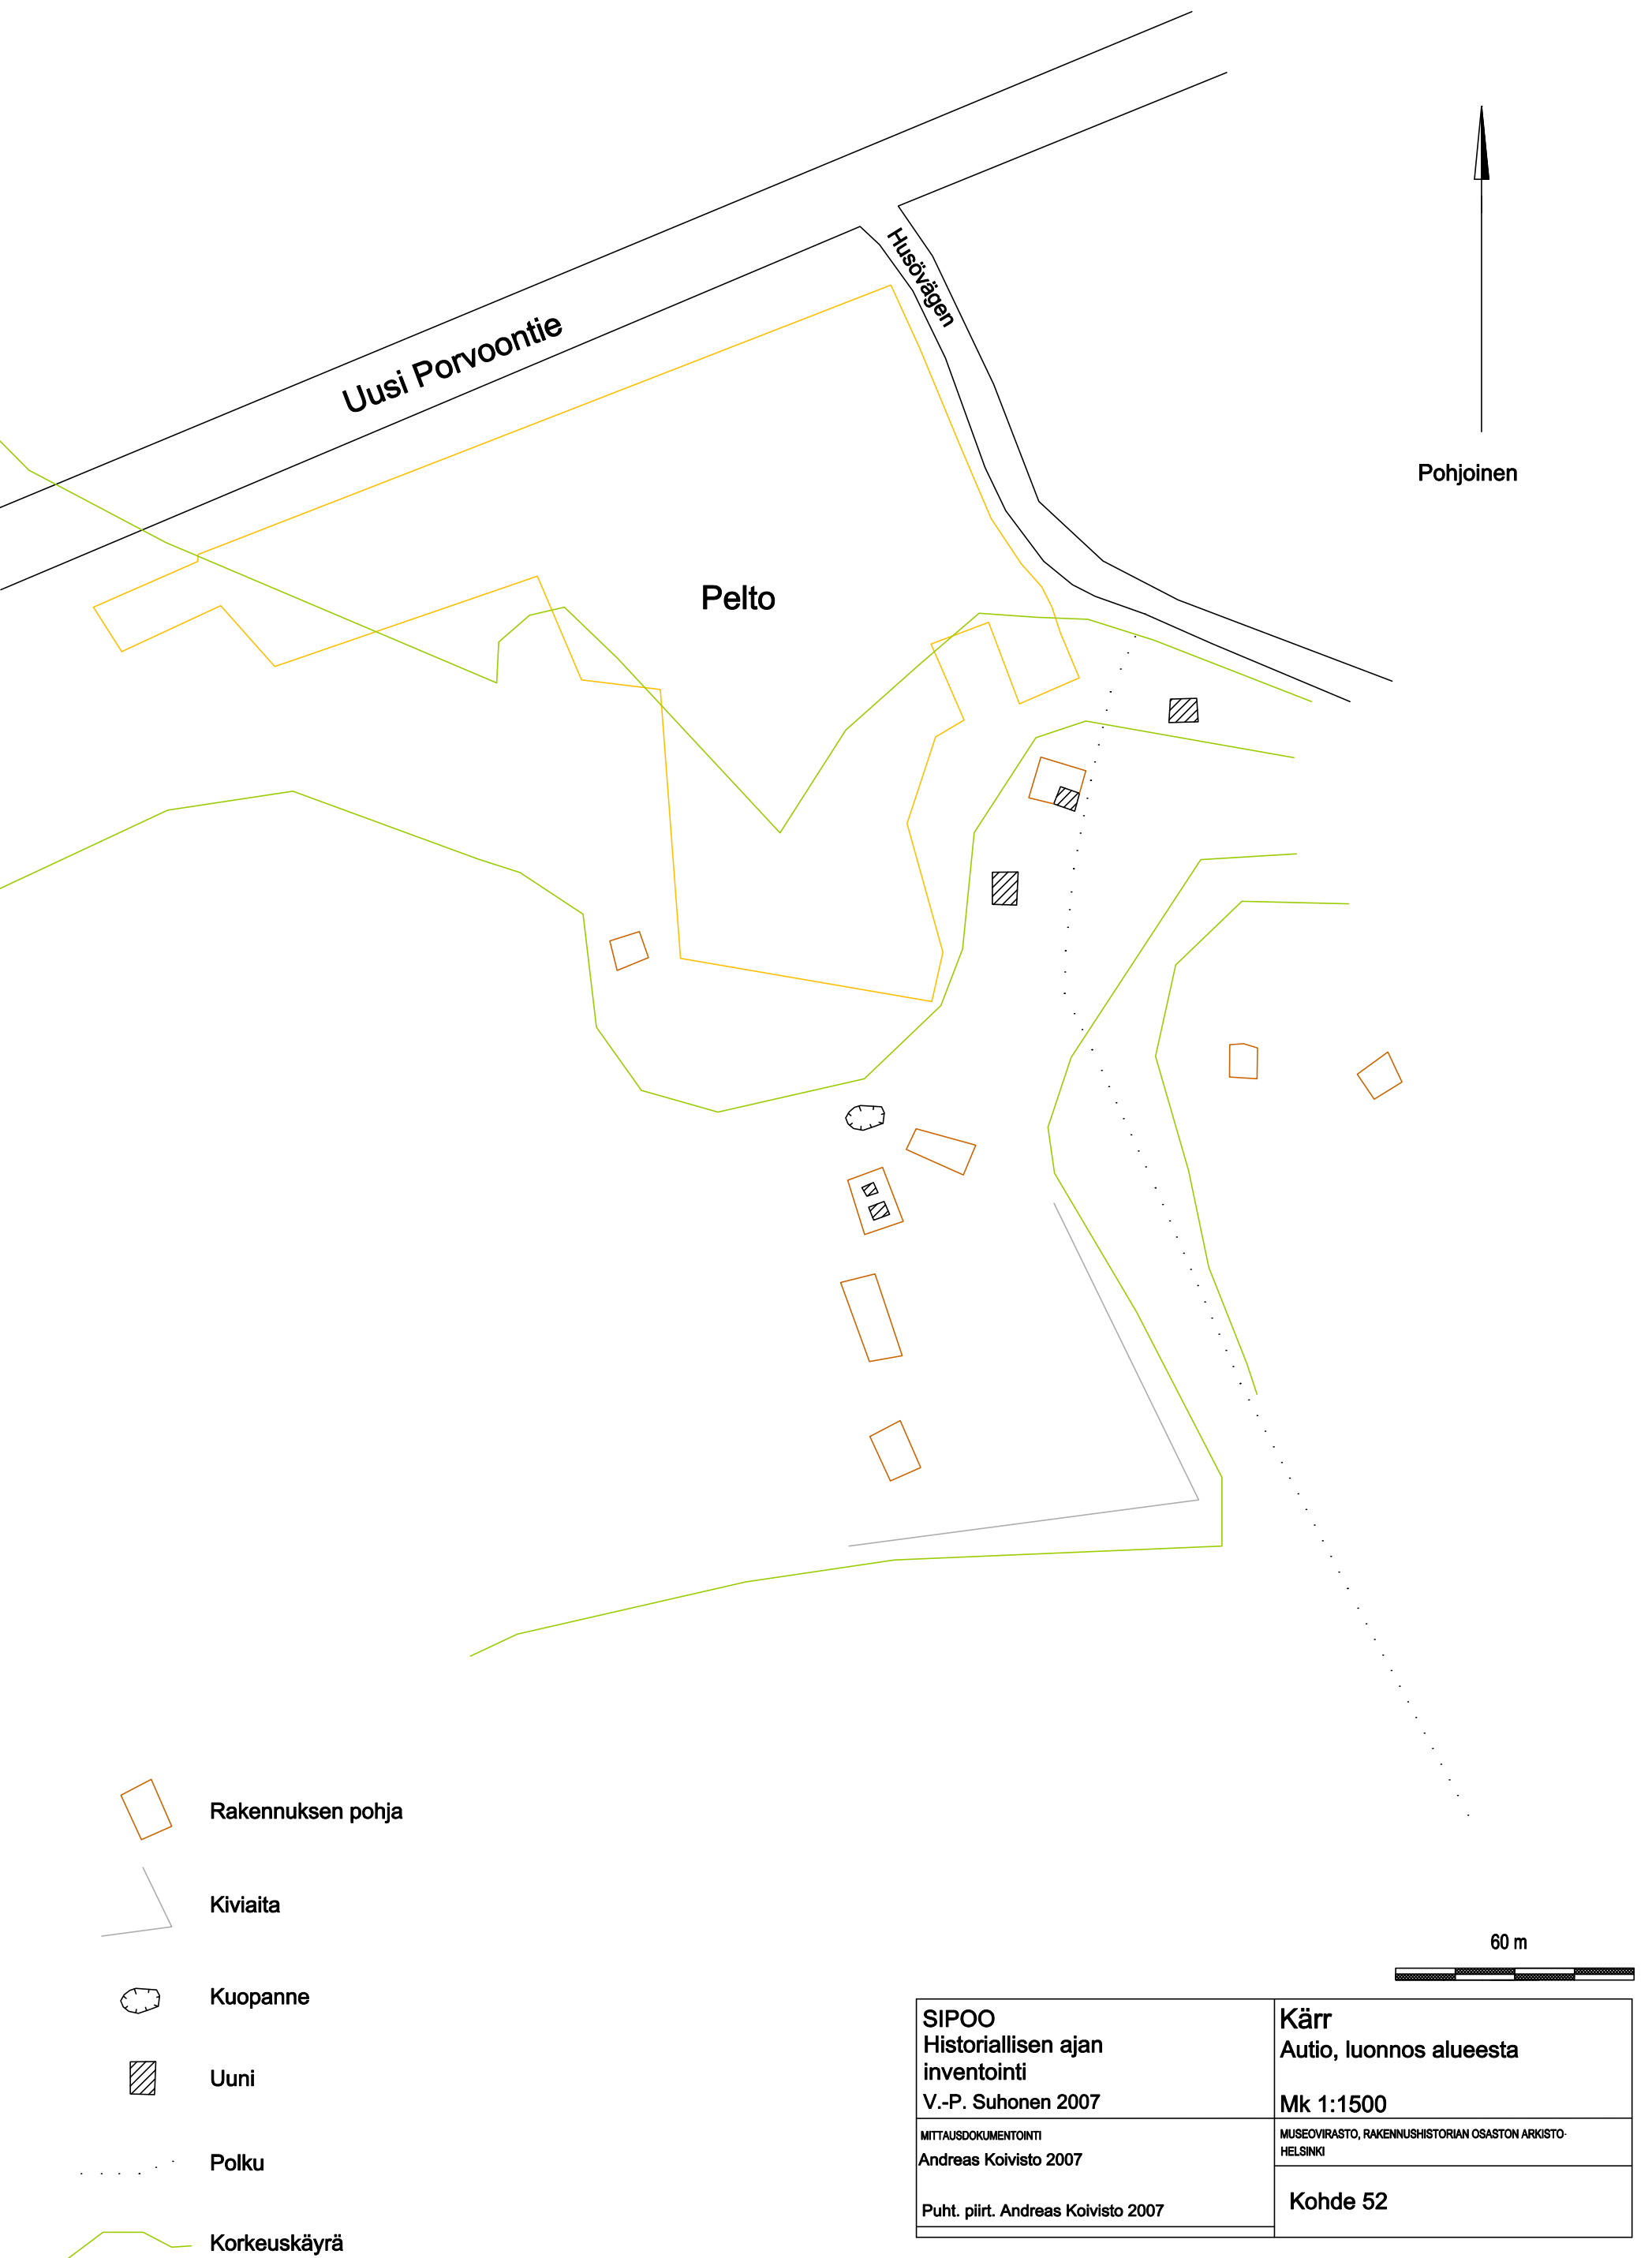 Uusi Porvoontie
Husövägen
Pohjoinen
Pelto
Rakennuksen pohja
Kiviaita
Kuopanne
Uuni
Polku
Korkeuskäyrä
60 m
SIPOO
Historiallisen ajan
inventointi
V.-P. Suhonen 2007
Kärr
Autio, luonnos alueesta
Mk 1:1500
MITTAUSDOKUMENTOINTI
Andreas Koivisto 2007
Puht. piirt. Andreas Koivisto 2007
MUSEOVIRASTO, RAKENNUSHISTORIAN OSASTON ARKISTO-
HELSINKI
Kohde 52